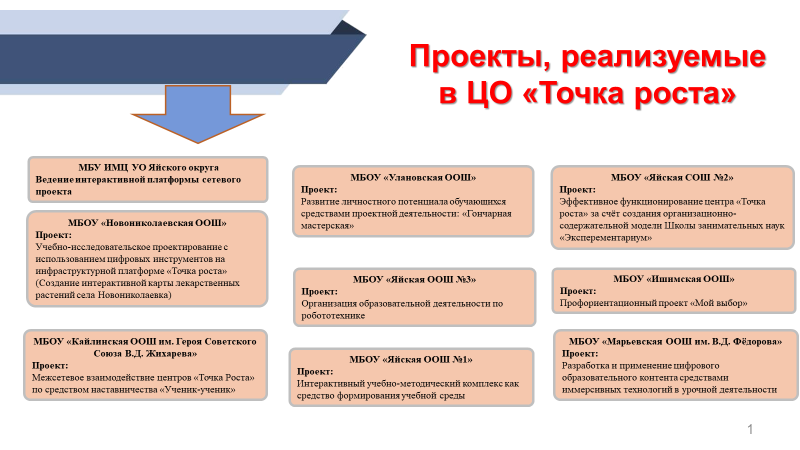 Проекты, реализуемые
в ЦО «Точка роста»
МБУ ИМЦ УО Яйского округа
Ведение интерактивной платформы сетевого
проекта
МБОУ «Новониколаевская ООШ»
Проект:
Учебно-исследовательское проектирование с
использованием цифровых инструментов на
инфраструктурной платформе «Точка роста»
(Создание интерактивной карты лекарственных
растений села Новониколаевка)
МБОУ «Кайлинская ООШ им. Героя Советского
Союза В.Д. Жихарева»
Проект:
Межсетевое взаимодействие центров «Точка Роста»
по средством наставничества «Ученик-ученик»
МБОУ «Улановская ООШ»
Проект:
Развитие личностного потенциала обучающихся
средствами проектной деятельности: «Гончарная
мастерская»
МБОУ «Яйская ООШ №3»
Проект:
Организация образовательной деятельности по
робототехнике
МБОУ «Яйская ООШ №1»
Проект:
Интерактивный учебно-методический комплекс как
средство формирования учебной среды
МБОУ «Яйская СОШ №2»
Проект:
Эффективное функционирование центра «Точка
роста» за счёт создания организационно-
содержательной модели Школы занимательных наук
«Эксперементариум»
МБОУ «Ишимская ООШ»
Проект:
Профориентационный проект «Мой выбор»
МБОУ «Марьевская ООШ им. В.Д. Фёдорова»
Проект:
Разработка и применение цифрового
образовательного контента средствами
иммерсивных технологий в урочной деятельности
1